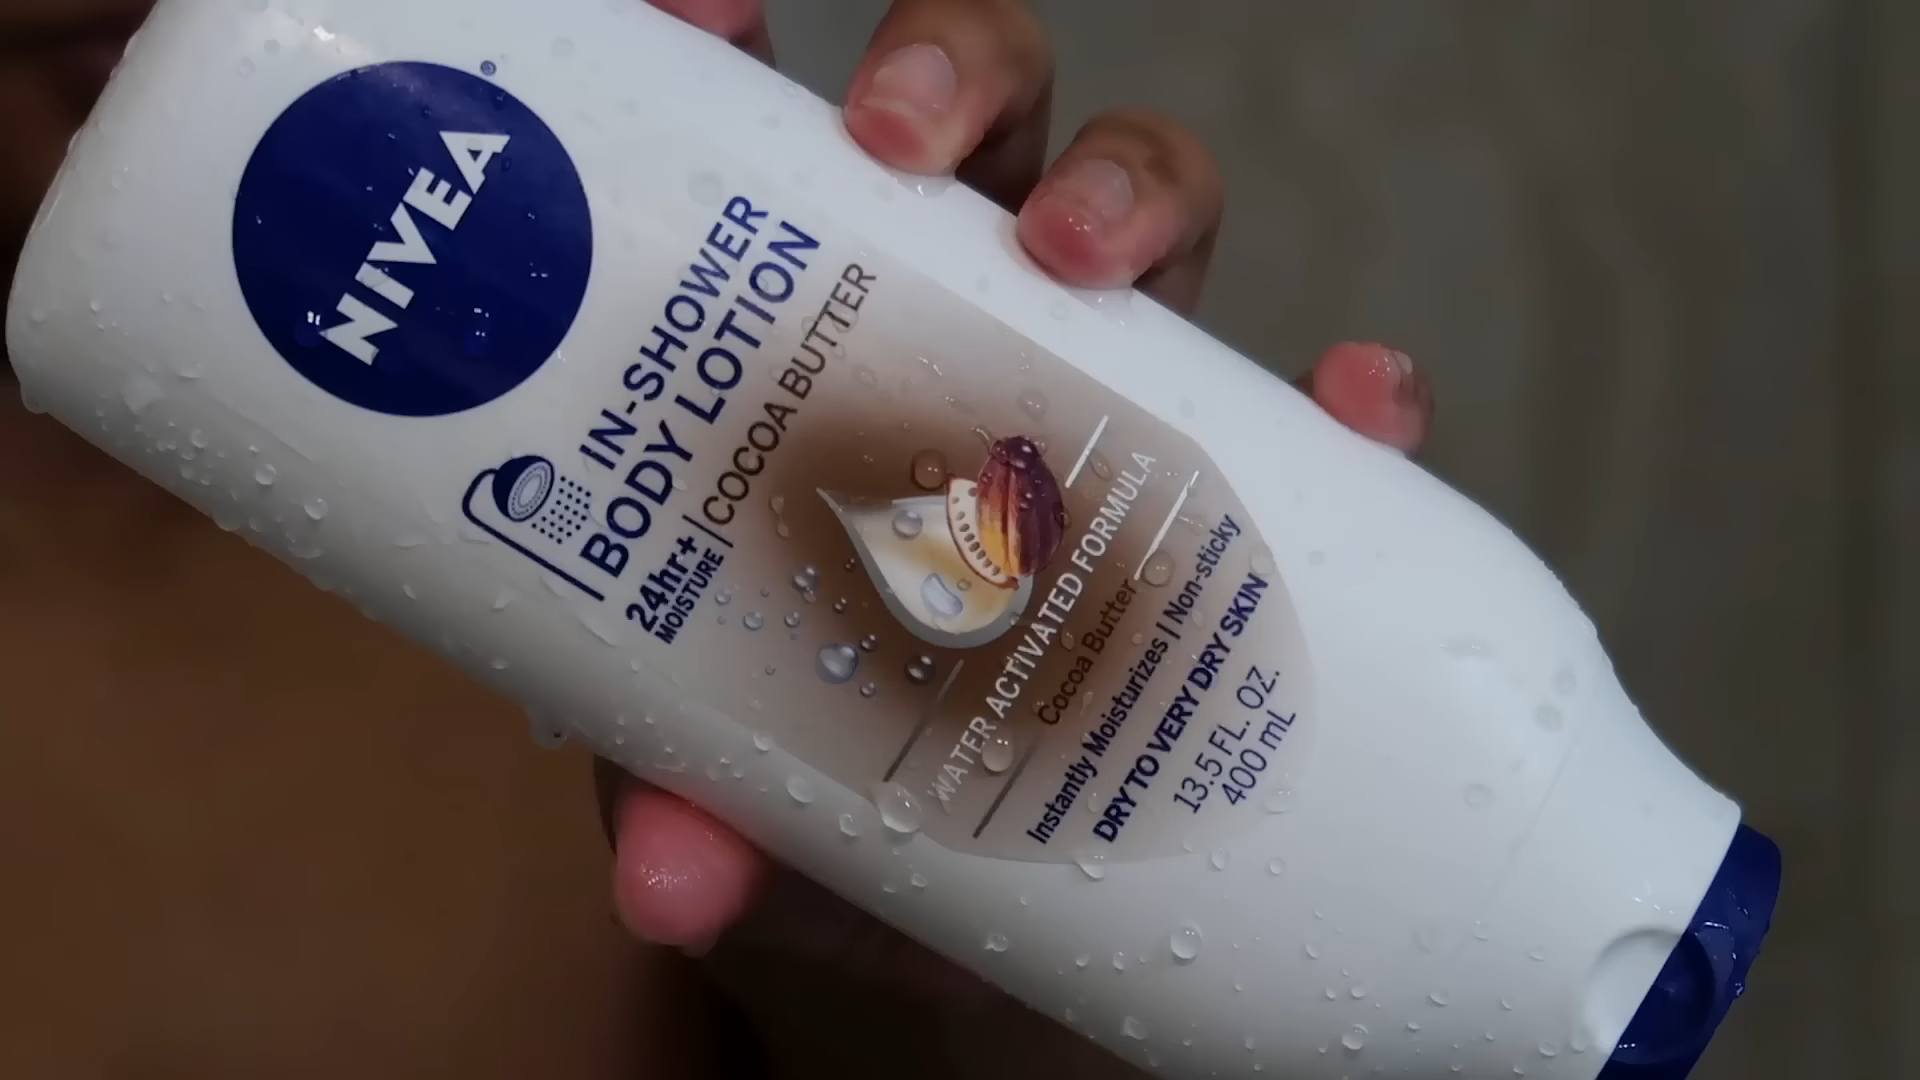 NIVEA®
IN-SHOWER
BODY LOTION
24hr+
MOISTURE | COCOA BUTTER
WATER ACTIVATED FORMULA
Cocoa Butter
Instantly Moisturizes | Non-sticky
DRY TO VERY DRY SKIN
13.5 FL. OZ.
400 mL